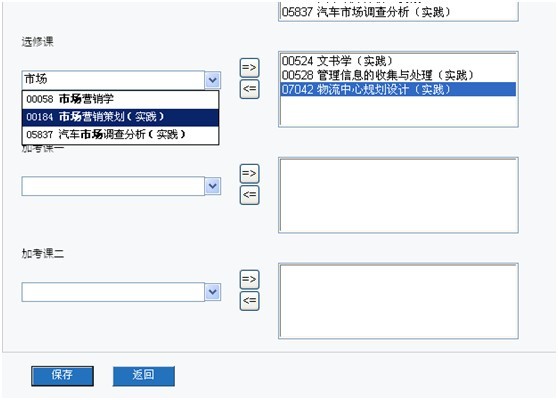 05837 汽车市场调查分析（实践）
选修课
市场
=>
<=
00524 文书学（实践）
00528 管理信息的收集与处理（实践）
07042 物流中心规划设计（实践）
00058 市场营销学
00184 市场营销策划（实践）
05837 汽车市场调查分析（实践）
加考课一
=>
<=
加考课二
=>
<=
保存
返回